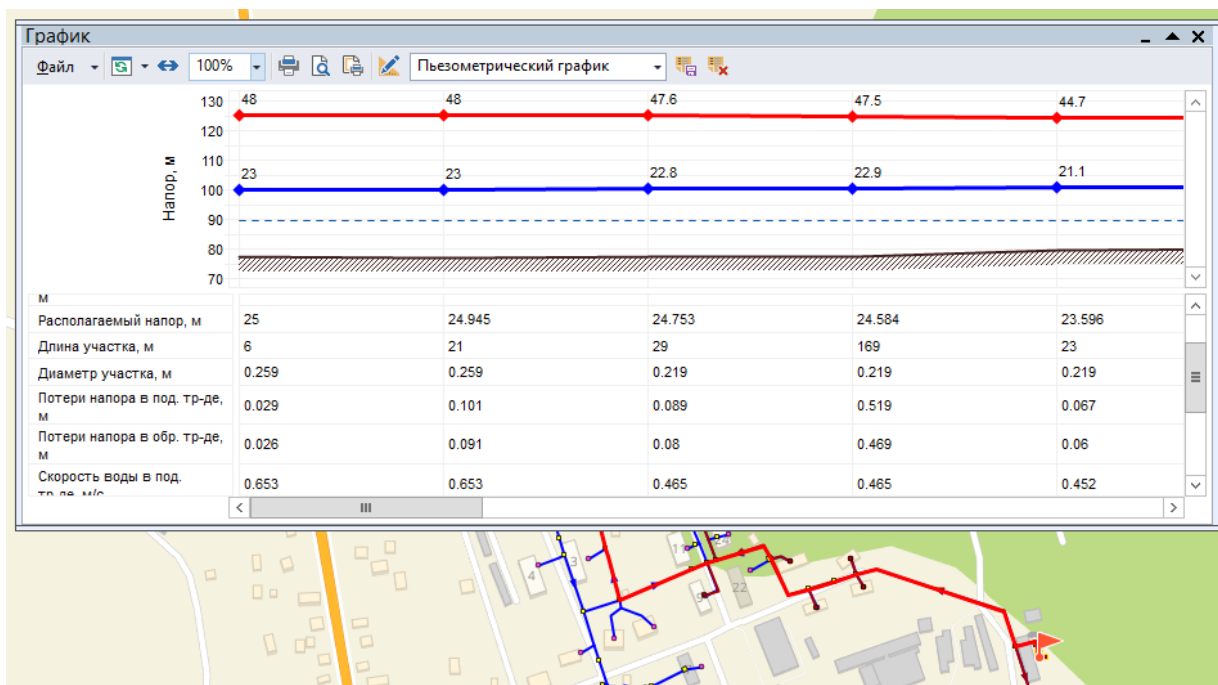 График
Файл 100% Пьезометрический график
130 48 48 47.6 47.5 44.7
120
110
23 23 22.8 22.9 21.1
100
90
80
70
Напор, м
м
Располагаемый напор, м 25 24.945 24.753 24.584 23.596
Длина участка, м 6 21 29 169 23
Диаметр участка, м 0.259 0.259 0.219 0.219 0.219
Потери напора в под. тр-де,
м 0.029 0.101 0.089 0.519 0.067
Потери напора в обр. тр-де,
м 0.026 0.091 0.08 0.469 0.06
Скорость воды в под.
тр-де, м/с 0.653 0.653 0.465 0.465 0.452
4
3
9
22